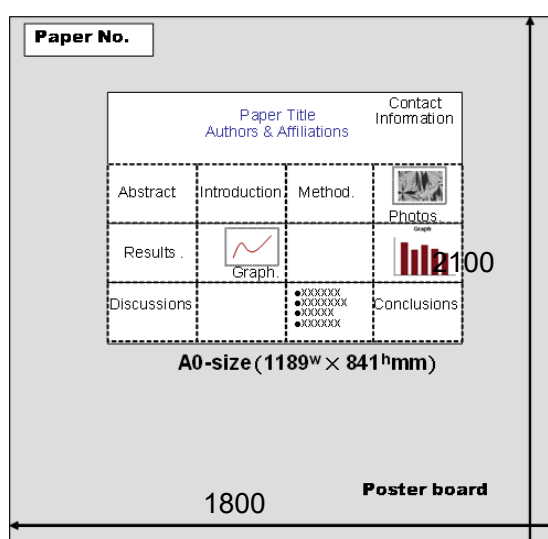 Paper No.
Contact
Information
Paper Title
Authors & Affiliations
Abstract Introduction. Method. Photos.
Graph
Results . Graph. 2100
Discussions ●XXXXXX Conclusions
●XXXXXXX
●XXXXX
●XXXXXX
A0-size (1189ʷ × 841ʰmm)
Poster board
1800